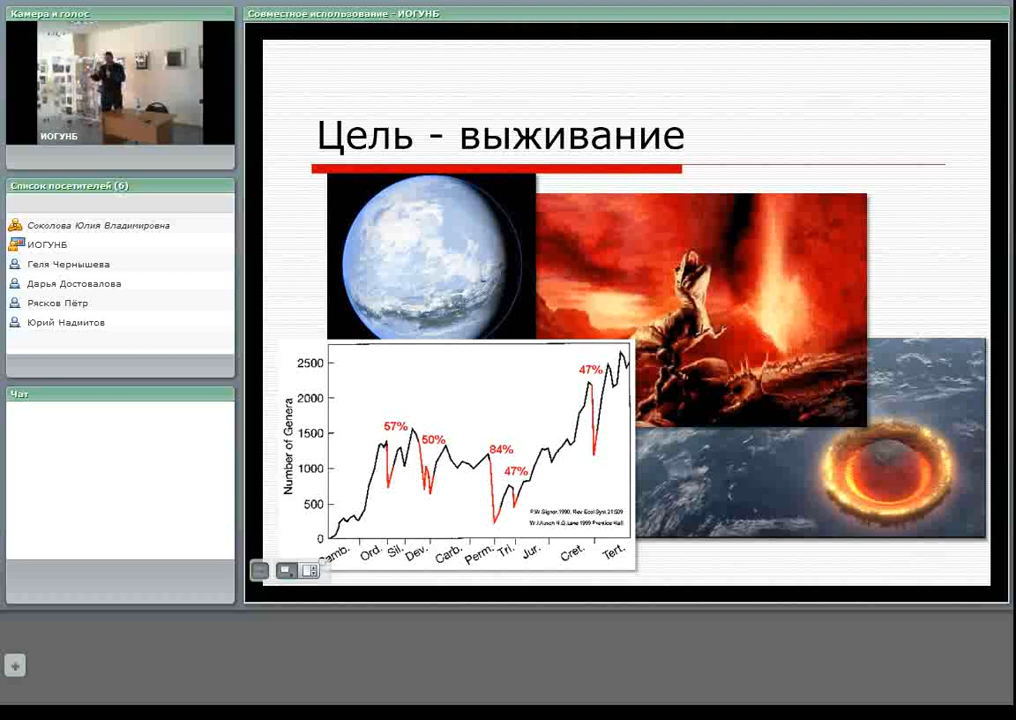 Камера и голос
ИОГУНБ
Список посетителей (6)
Соколова Юлия Владимировна
ИОГУНБ
Геля Чернышева
Дарья Достовалова
Рясков Пётр
Юрий Надмитов
Чат
Совместное использование - ИОГУНБ
Цель - выживание
Number of Genera
2500
2000
1500
1000
500
0
57%
50%
84%
47%
47%
Ord.
Sil.
Dev.
Carb.
Perm.
Tri.
Jur.
Cret.
Tert.